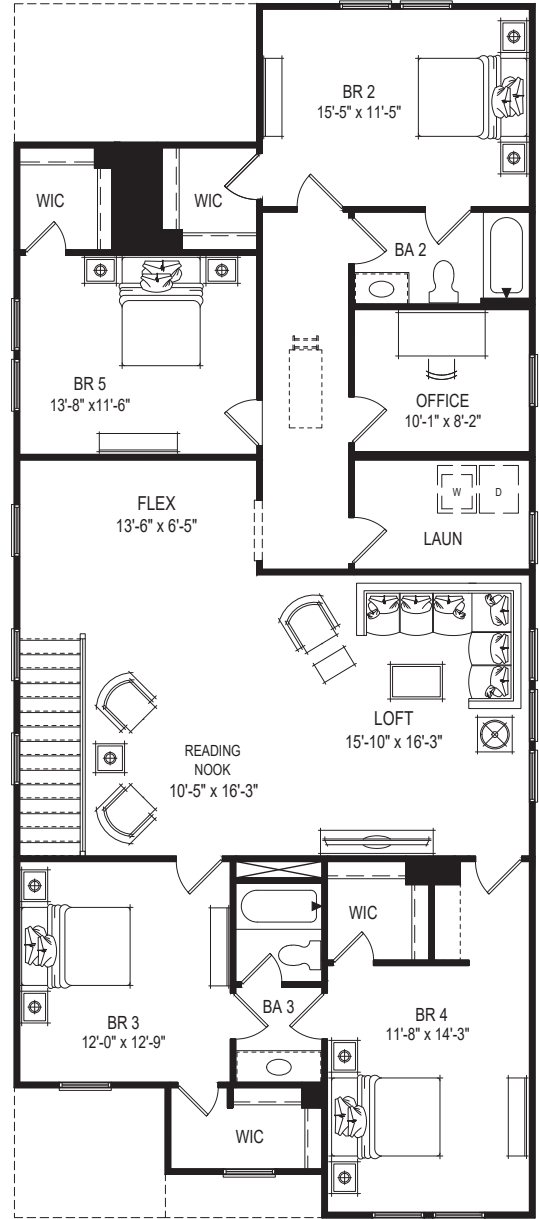 BR 2
15'-5" x 11'-5"
WIC
WIC
BA 2
BR 5
13'-8" x11'-6"
OFFICE
10'-1" x 8'-2"
FLEX
13'-6" x 6'-5"
W
D
LAUN
LOFT
15'-10" x 16'-3"
READING
NOOK
10'-5" x 16'-3"
WIC
BA 3
BR 3
12'-0" x 12'-9"
BR 4
11'-8" x 14'-3"
WIC